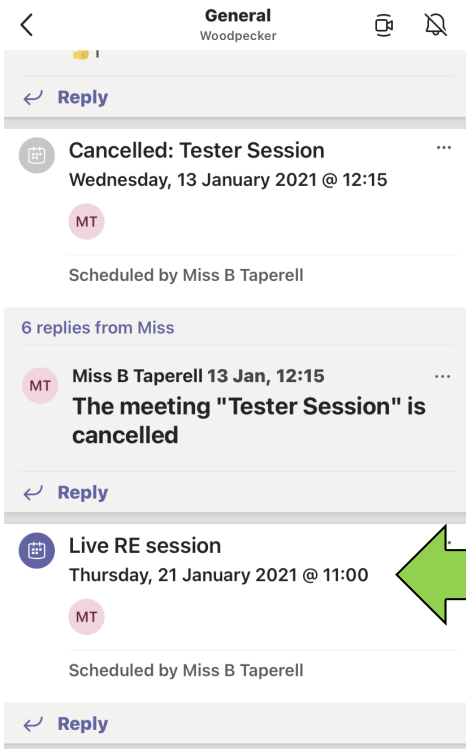 General
Woodpecker
Reply
Cancelled: Tester Session
Wednesday, 13 January 2021 @ 12:15
MT
Scheduled by Miss B Taperell
6 replies from Miss
MT
Miss B Taperell 13 Jan, 12:15
The meeting "Tester Session" is
cancelled
Reply
Live RE session
Thursday, 21 January 2021 @ 11:00
MT
Scheduled by Miss B Taperell
Reply